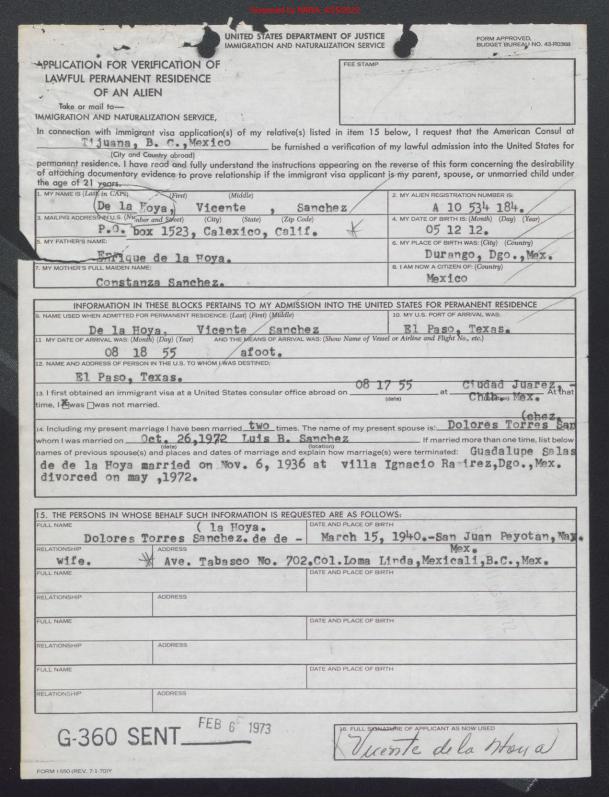 UNITED STATES DEPARTMENT OF JUSTICE
IMMIGRATION AND NATURALIZATION SERVICE
FORM APPROVED,
BUDGET BUREAU NO. 43-R0368
APPLICATION FOR VERIFICATION OF
LAWFUL PERMANENT RESIDENCE
OF AN ALIEN
FEE STAMP
Take or mail to—
IMMIGRATION AND NATURALIZATION SERVICE,
In connection with immigrant visa application(s) of my relative(s) listed in item 15 below, I request that the American Consul at
Tijuana, B. C., Mexico be furnished a verification of my lawful admission into the United States for
(City and Country abroad)
permanent residence. I have read and fully understand the instructions appearing on the reverse of this form concerning the desirability
of attaching documentary evidence to prove relationship if the immigrant visa applicant is my parent, spouse, or unmarried child under
the age of 21 years.
1. MY NAME IS (Last in CAPS) (First) (Middle)
De la Hoya, Vicente , Sanchez
2. MY ALIEN REGISTRATION NUMBER IS:
A 10 534 184.
3. MAILING ADDRESS IN U.S. (Number and Street) (City) (State) (Zip Code)
P.O. box 1523, Calexico, Calif.
4. MY DATE OF BIRTH IS: (Month) (Day) (Year)
05 12 12.
5. MY FATHER'S NAME:
Enrique de la Hoya.
6. MY PLACE OF BIRTH WAS: (City) (Country)
Durango, Dgo., Mex.
7. MY MOTHER'S FULL MAIDEN NAME:
Constanza Sanchez.
8. I AM NOW A CITIZEN OF: (Country)
Mexico
INFORMATION IN THESE BLOCKS PERTAINS TO MY ADMISSION INTO THE UNITED STATES FOR PERMANENT RESIDENCE
9. NAME USED WHEN ADMITTED FOR PERMANENT RESIDENCE: (Last) (First) (Middle)
De la Hoya, Vicente Sanchez
10. MY U.S. PORT OF ARRIVAL WAS:
El Paso, Texas.
11 MY DATE OF ARRIVAL WAS: (Month) (Day) (Year) AND THE MEANS OF ARRIVAL WAS: (Show Name of Vessel or Airline and Flight No., etc.)
08 18 55 afoot.
12. NAME AND ADDRESS OF PERSON IN THE U.S. TO WHOM I WAS DESTINED:
El Paso, Texas.
13. I first obtained an immigrant visa at a United States consular office abroad on 08 17 55 at Ciudad Juarez, -
(date) Chih. Mex. At that
time, I x was was not married.
14. Including my present marriage I have been married two times. The name of my present spouse is: Dolores Torres San
(chez.
whom I was married on Oct. 26,1972 Luis B. Sanchez If married more than one time, list below
(date) (location)
names of previous spouse(s) and places and dates of marriage and explain how marriage(s) were terminated: Guadalupe Salas
de de la Hoya married on Nov. 6, 1936 at villa Ignacio Ramirez,Dgo.,Mex.
divorced on may ,1972.
15. THE PERSONS IN WHOSE BEHALF SUCH INFORMATION IS REQUESTED ARE AS FOLLOWS:
FULL NAME ( la Hoya. DATE AND PLACE OF BIRTH
Dolores Torres Sanchez. de de - March 15, 1940.-San Juan Peyotan, Nay.
Mex.
RELATIONSHIP ADDRESS
wife. Ave. Tabasco No. 702.Col.Loma Linda,Mexicali,B.C.,Mex.
FULL NAME DATE AND PLACE OF BIRTH
RELATIONSHIP ADDRESS
FULL NAME DATE AND PLACE OF BIRTH
RELATIONSHIP ADDRESS
FULL NAME DATE AND PLACE OF BIRTH
RELATIONSHIP ADDRESS
G-360 SENT FEB 6 1973
16. FULL SIGNATURE OF APPLICANT AS NOW USED
Vicente de la Hoya
FORM I-550 (REV. 7-1-70)Y